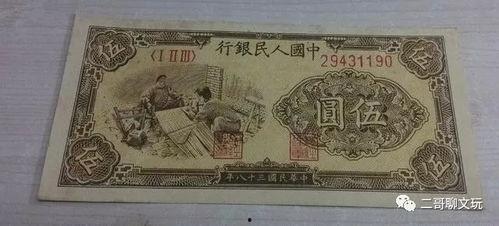 中國人民銀行
〈I II III〉
29431190
伍
伍
伍圓
伍
伍
中華民國三十八年
二哥聊文玩